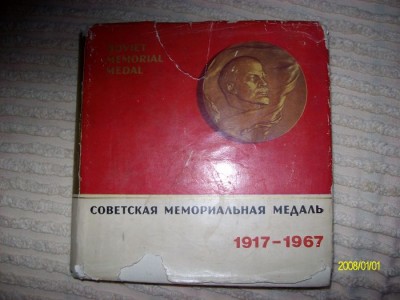 SOVIET
MEMORIAL
MEDAL
СОВЕТСКАЯ МЕМОРИАЛЬНАЯ МЕДАЛЬ
1917-1967
2008/01/01